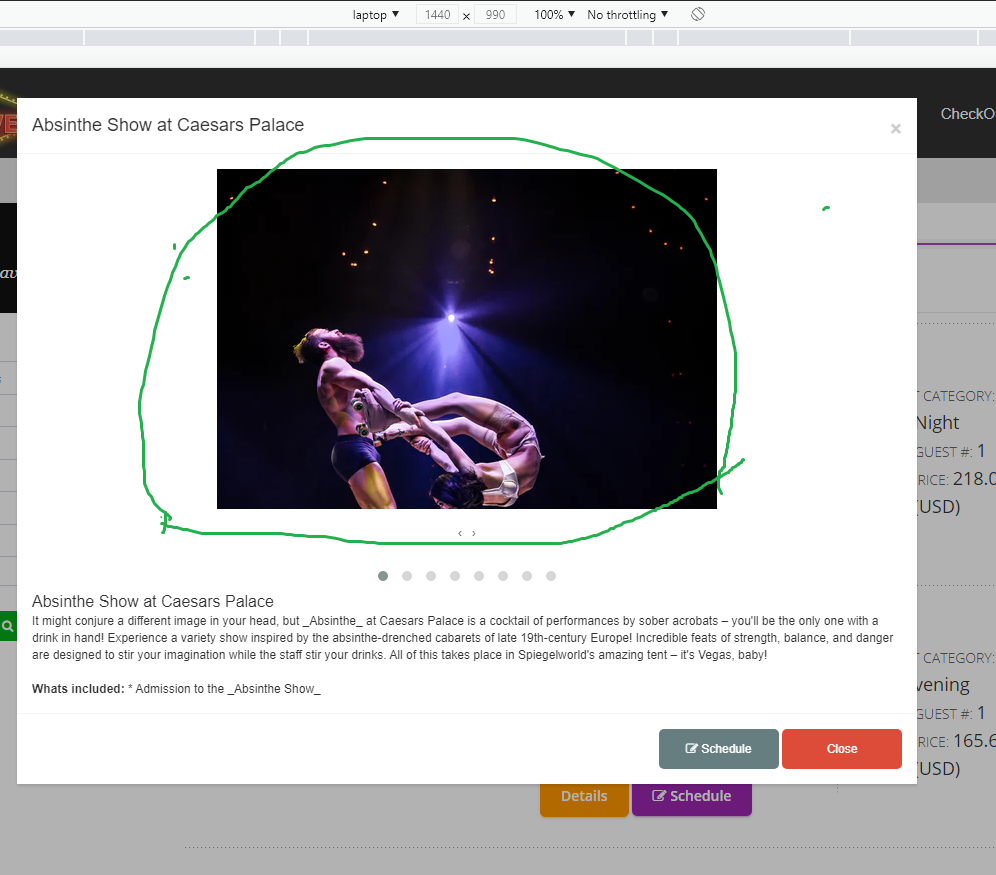 laptop ▼ 1440 x 990 100% ▼ No throttling ▼
CheckO
Absinthe Show at Caesars Palace
×
av
‹ ›
T CATEGORY:
Night
GUEST #: 1
RICE: 218.0
(USD)
Absinthe Show at Caesars Palace
It might conjure a different image in your head, but _Absinthe_ at Caesars Palace is a cocktail of performances by sober acrobats – you'll be the only one with a
drink in hand! Experience a variety show inspired by the absinthe-drenched cabarets of late 19th-century Europe! Incredible feats of strength, balance, and danger
are designed to stir your imagination while the staff stir your drinks. All of this takes place in Spiegelworld's amazing tent – it's Vegas, baby!
Whats included: * Admission to the _Absinthe Show_
T CATEGORY:
vening
GUEST #: 1
RICE: 165.6
(USD)
Schedule Close
Details Schedule